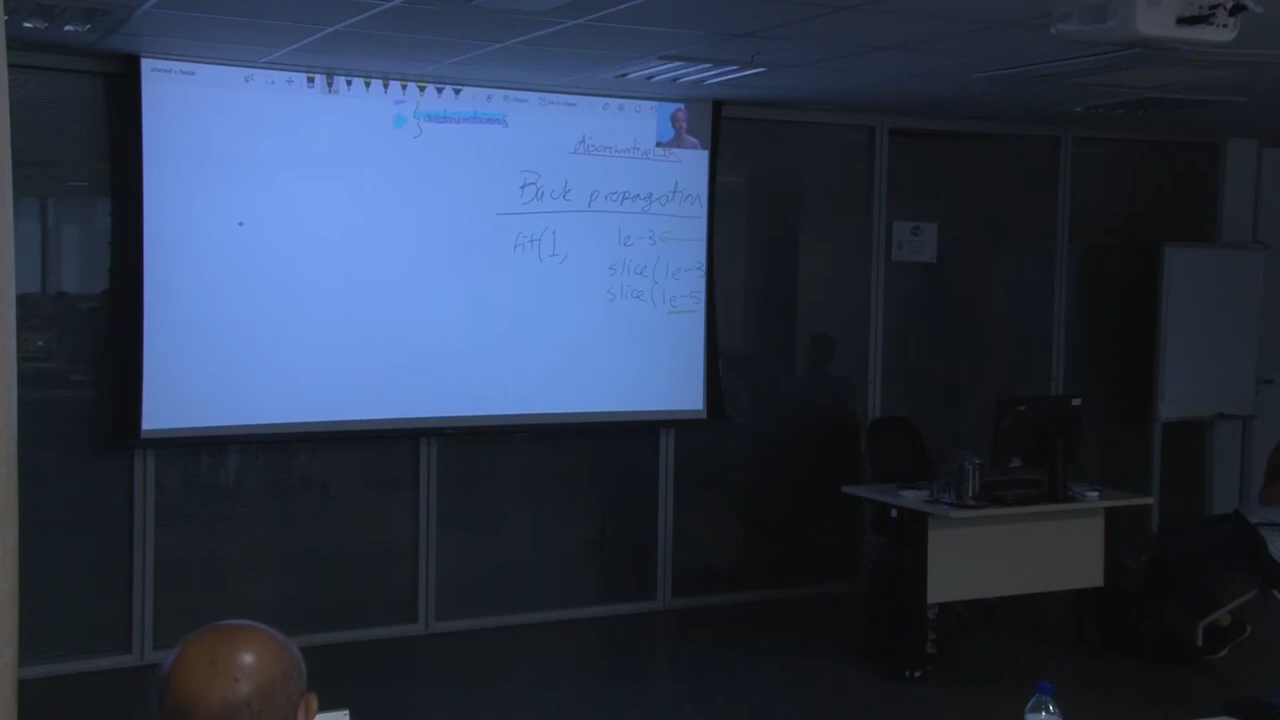 discriminative LR
Back propagation
fit(1, 1e-3
slice(1e-3
slice(1e-5